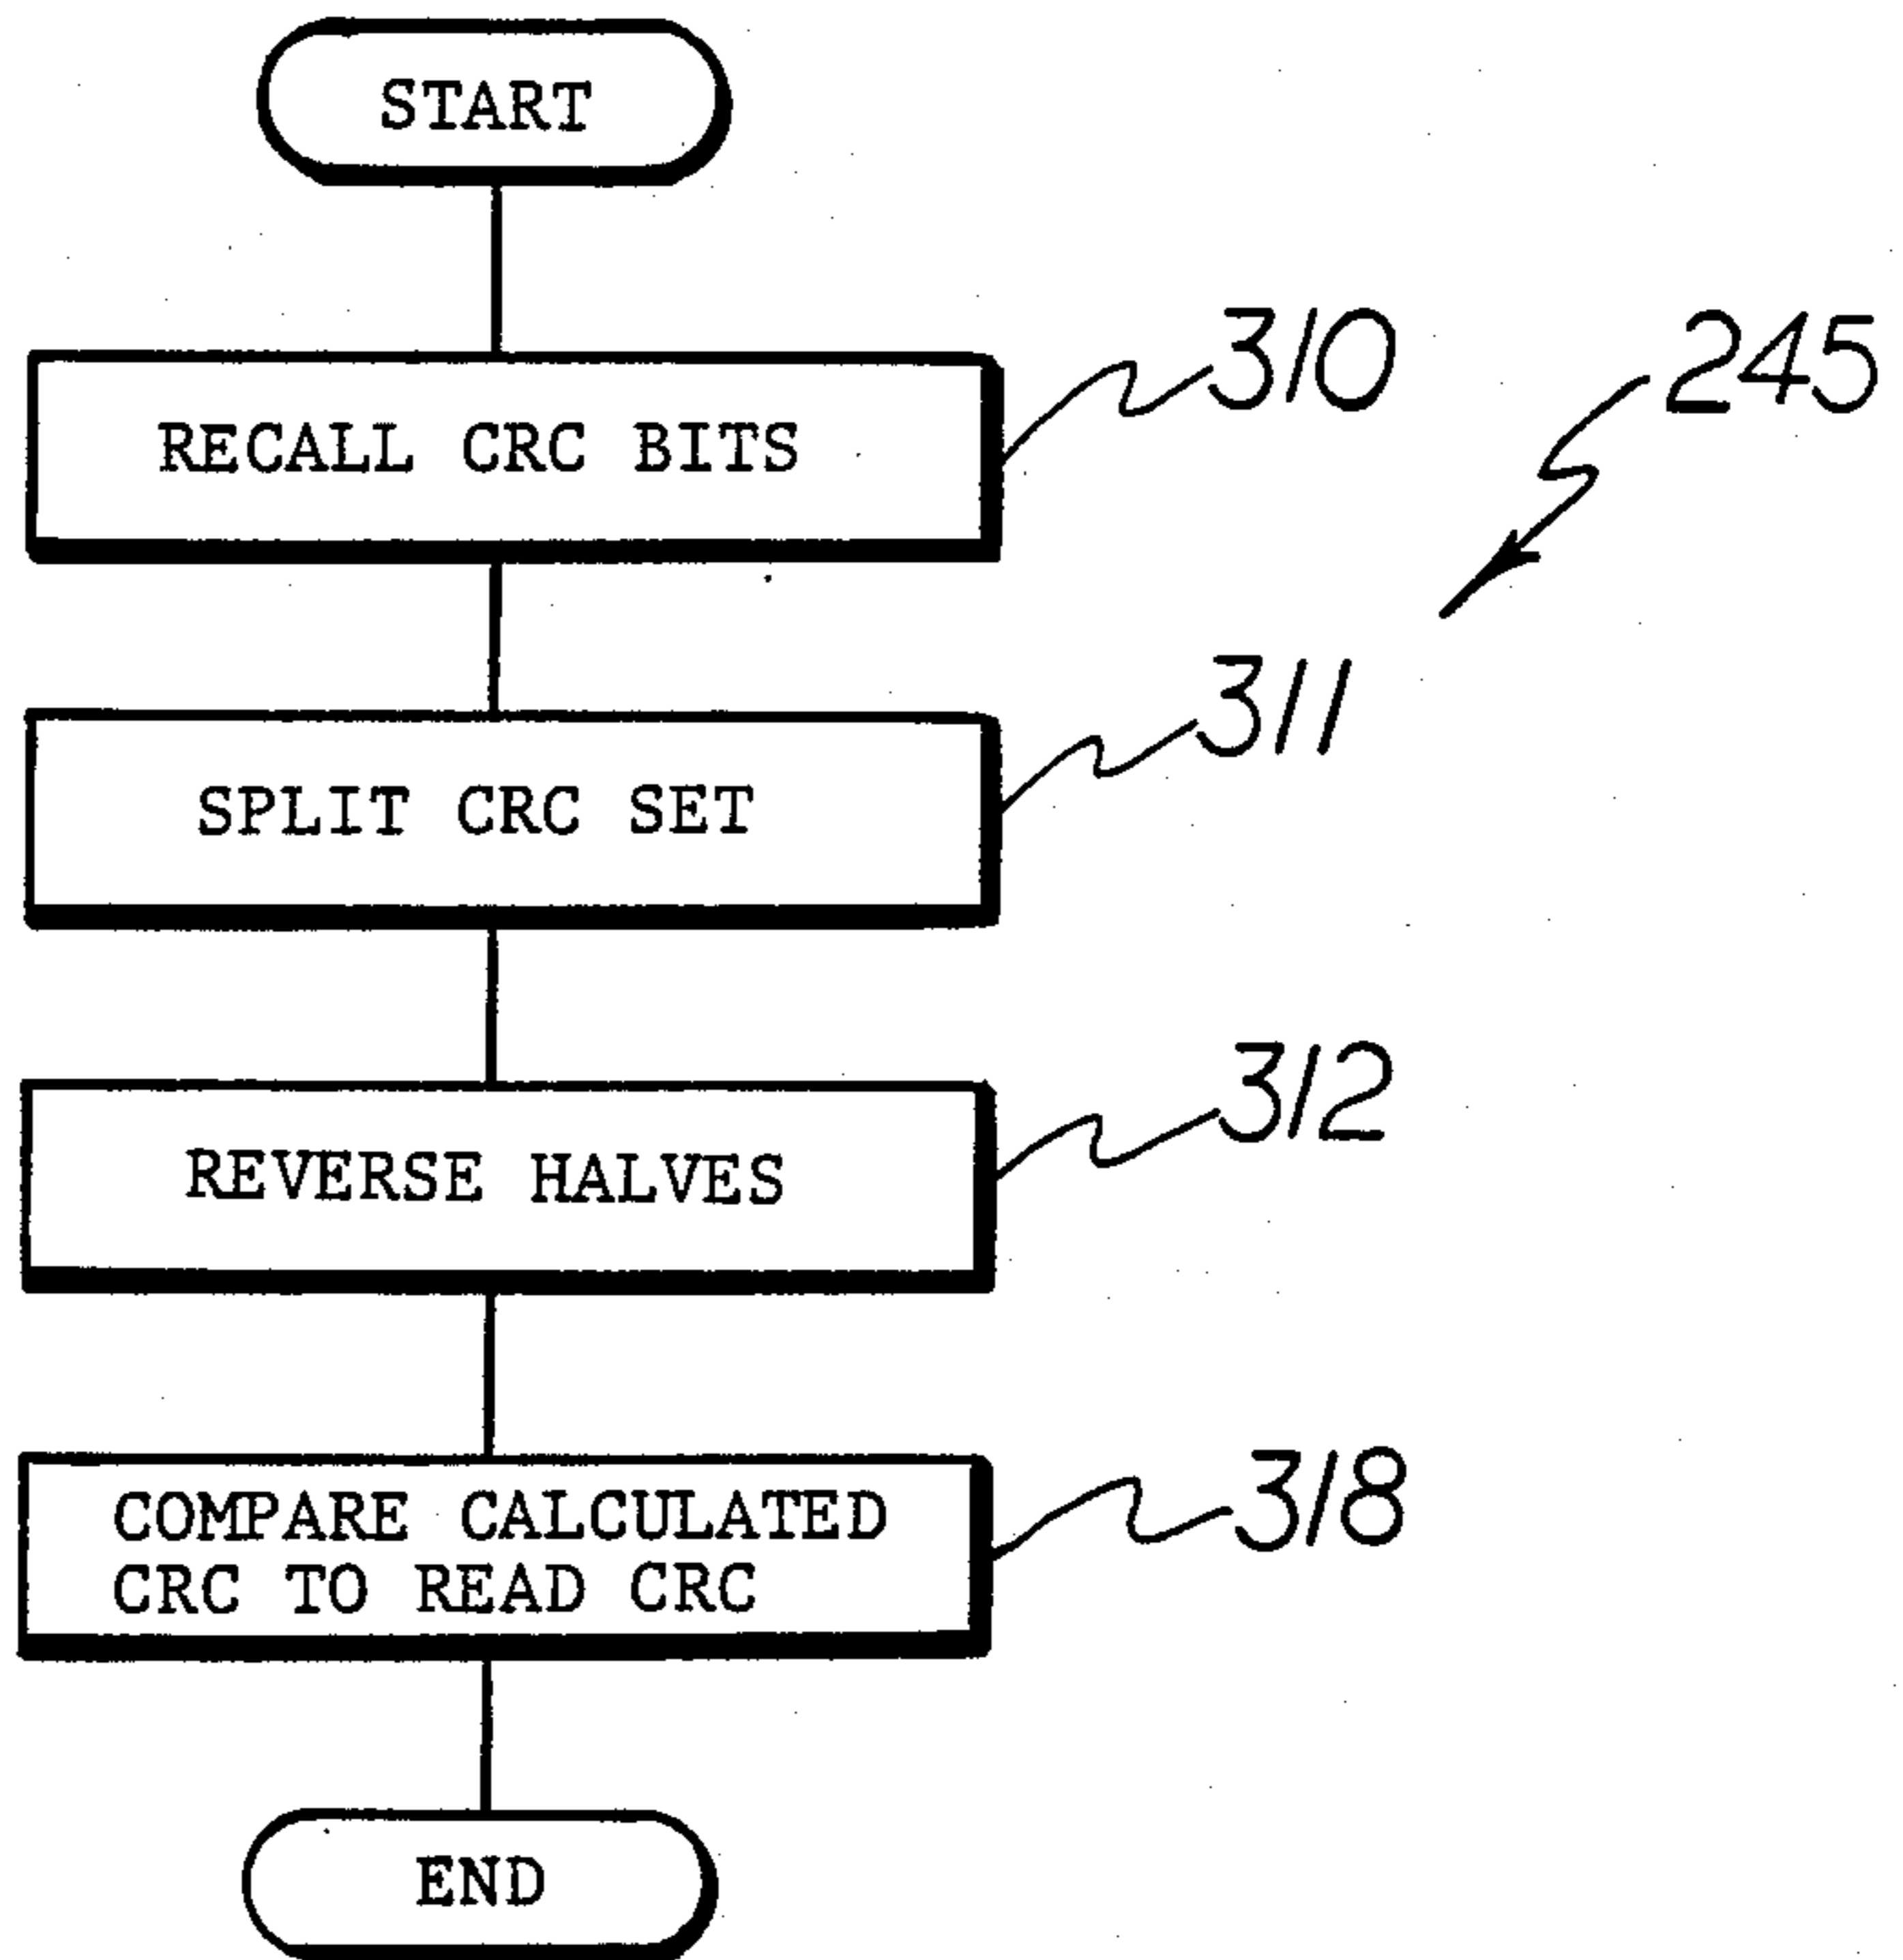 START
RECALL CRC BITS
310
245
SPLIT CRC SET
311
REVERSE HALVES
312
COMPARE CALCULATED
CRC TO READ CRC
318
END